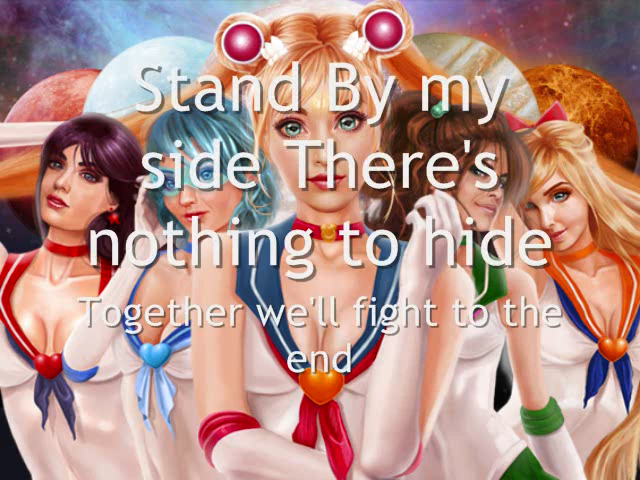 Stand By my
side There's
nothing to hide
Together we'll fight to the
end